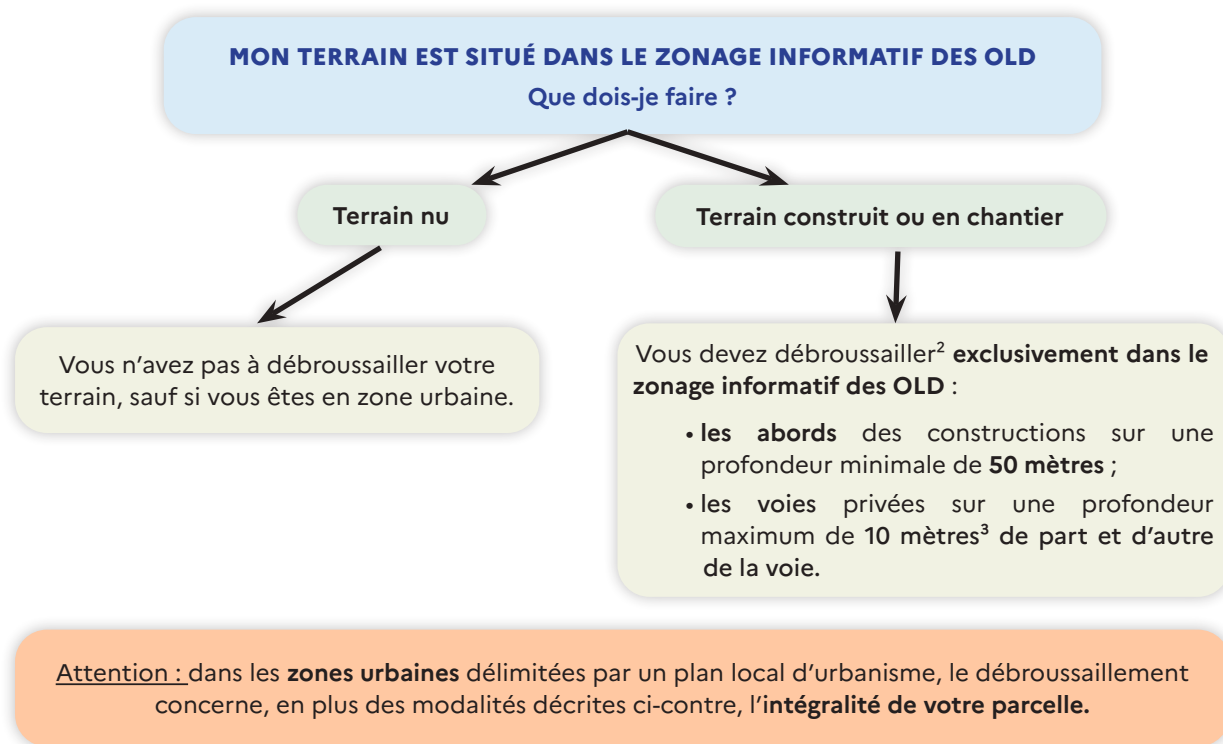 MON TERRAIN EST SITUÉ DANS LE ZONAGE INFORMATIF DES OLD
Que dois-je faire ?
Terrain nu
Terrain construit ou en chantier
Vous n'avez pas à débroussailler votre
terrain, sauf si vous êtes en zone urbaine.
Vous devez débroussailler² exclusivement dans le
zonage informatif des OLD :
• les abords des constructions sur une
profondeur minimale de 50 mètres ;
• les voies privées sur une profondeur
maximum de 10 mètres³ de part et d'autre
de la voie.
Attention : dans les zones urbaines délimitées par un plan local d'urbanisme, le débroussaillement
concerne, en plus des modalités décrites ci-contre, l'intégralité de votre parcelle.